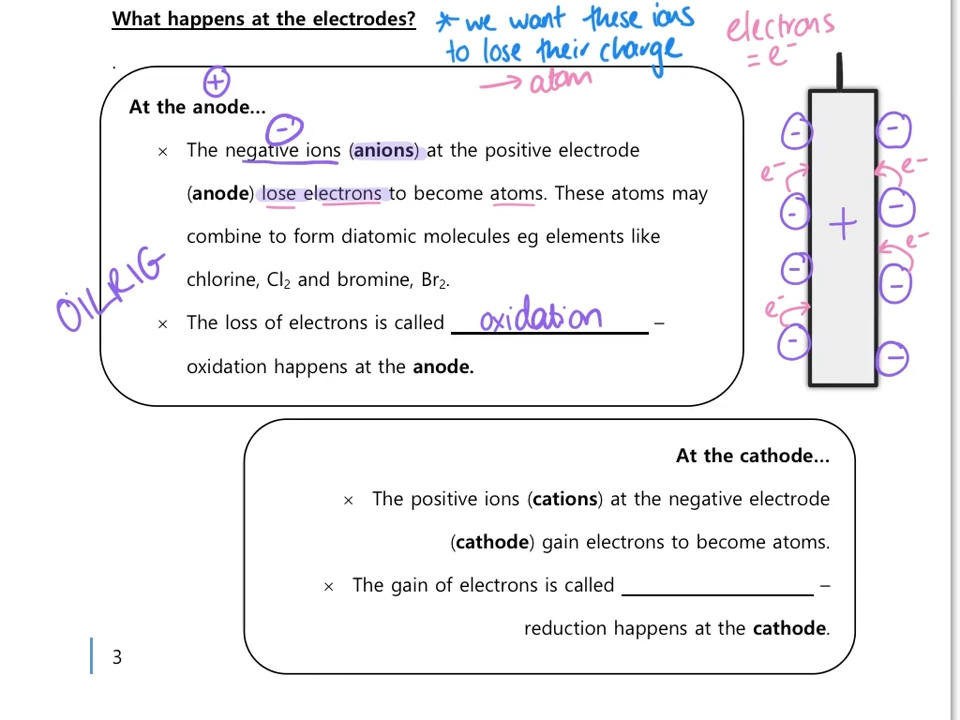 What happens at the electrodes?
* we want these ions
to lose their charge
→ atom
electrons
= e⁻
.
+
At the anode...
-
× The negative ions (anions) at the positive electrode
(anode) lose electrons to become atoms. These atoms may
combine to form diatomic molecules eg elements like
chlorine, Cl₂ and bromine, Br₂.
OILRIG
× The loss of electrons is called oxidation –
oxidation happens at the anode.
- -
e⁻ e⁻
- + -
e⁻
- -
e⁻
- -
At the cathode...
× The positive ions (cations) at the negative electrode
(cathode) gain electrons to become atoms.
× The gain of electrons is called ____________ –
reduction happens at the cathode.
3